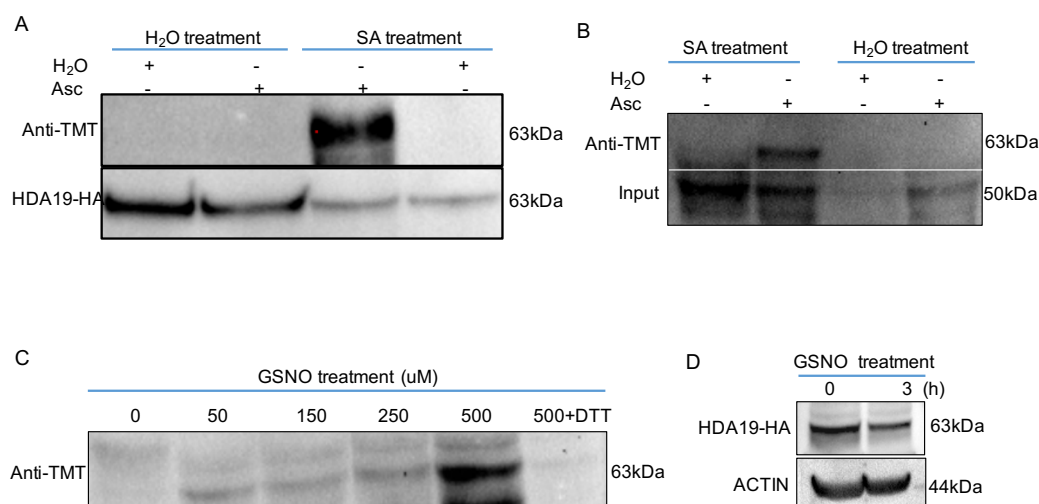 A
H₂O treatment SA treatment
H₂O + - - +
Asc - + + -
Anti-TMT 63kDa
HDA19-HA 63kDa
B
SA treatment H₂O treatment
H₂O + - + -
Asc - + - +
Anti-TMT 63kDa
Input 50kDa
C
GSNO treatment (uM)
0 50 150 250 500 500+DTT
Anti-TMT 63kDa
D
GSNO treatment
0 3 (h)
HDA19-HA 63kDa
ACTIN 44kDa